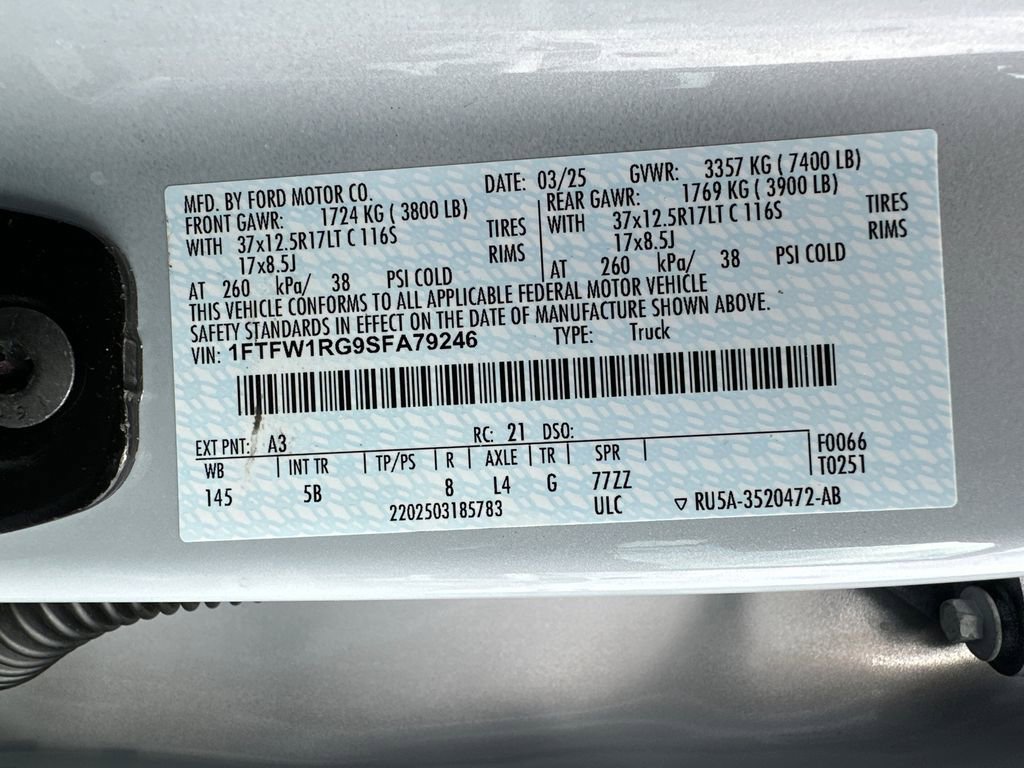 MFD. BY FORD MOTOR CO. DATE: 03/25 GVWR: 3357 KG ( 7400 LB)
FRONT GAWR: 1724 KG ( 3800 LB) REAR GAWR: 1769 KG ( 3900 LB)
WITH 37x12.5R17LT C 116S TIRES WITH 37x12.5R17LT C 116S TIRES
17x8.5J RIMS 17x8.5J RIMS
AT 260 kPa/ 38 PSI COLD AT 260 kPa/ 38 PSI COLD
THIS VEHICLE CONFORMS TO ALL APPLICABLE FEDERAL MOTOR VEHICLE
SAFETY STANDARDS IN EFFECT ON THE DATE OF MANUFACTURE SHOWN ABOVE.
VIN: 1FTFW1RG9SFA79246 TYPE: Truck
EXT PNT: A3 RC: 21 DSO: F0066
WB INT TR TP/PS R AXLE TR SPR T0251
145 5B 8 L4 G 77ZZ
2202503185783 ULC ▽ RU5A-3520472-AB